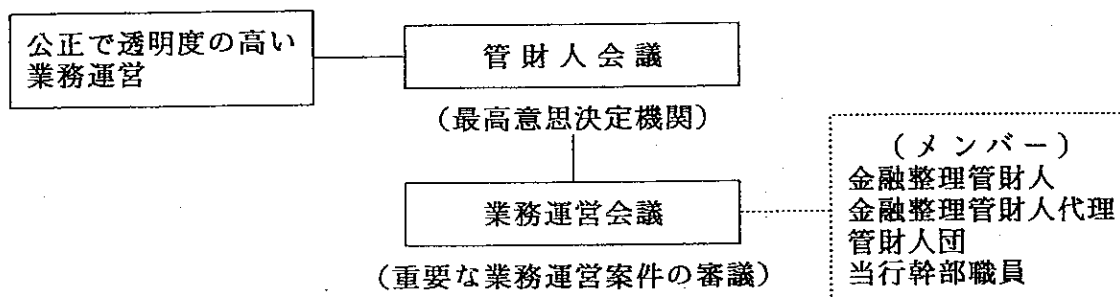 公正で透明度の高い
業務運営
管財人会議
（最高意思決定機関）
（メンバー）
金融整理管財人
金融整理管財人代理
管財人団
当行幹部職員
業務運営会議
（重要な業務運営案件の審議）